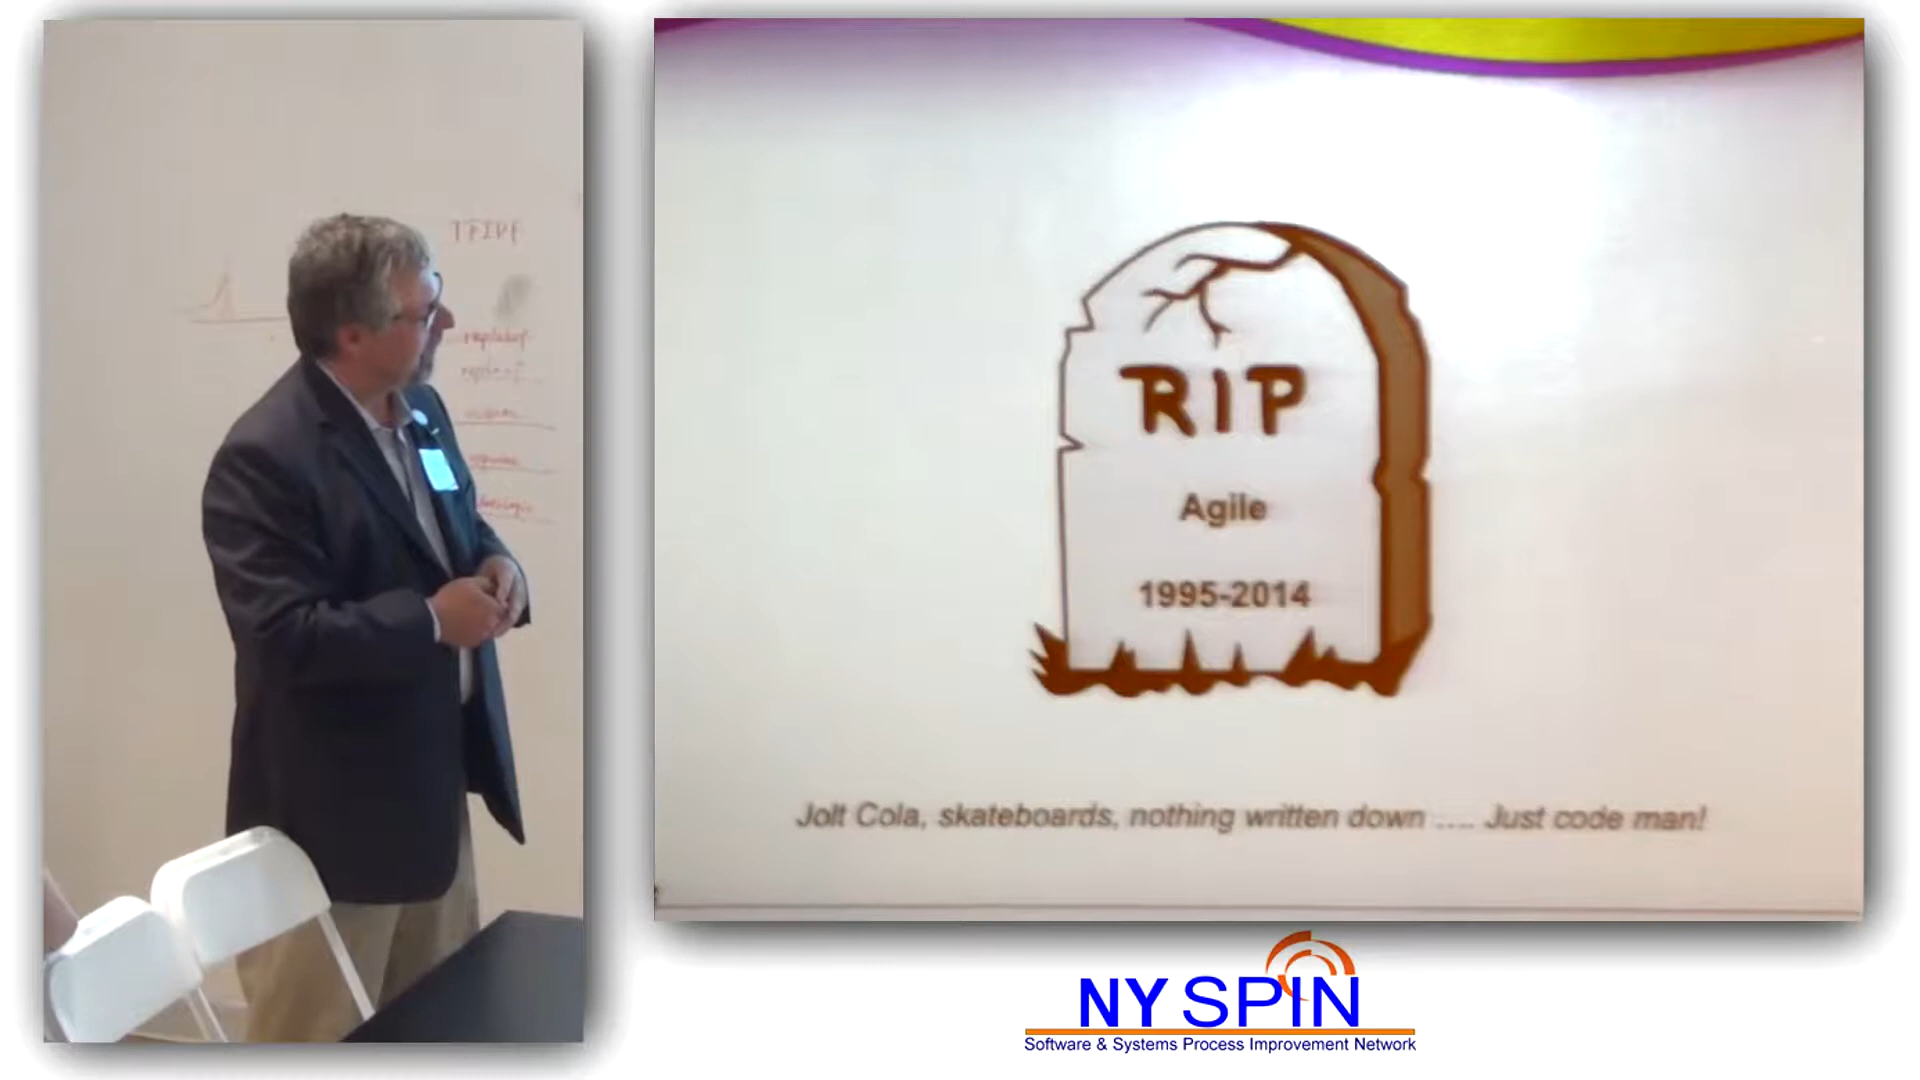 TFIDF
RIP
Agile
1995-2014
Jolt Cola, skateboards, nothing written down .... Just code man!
NY SPIN
Software & Systems Process Improvement Network